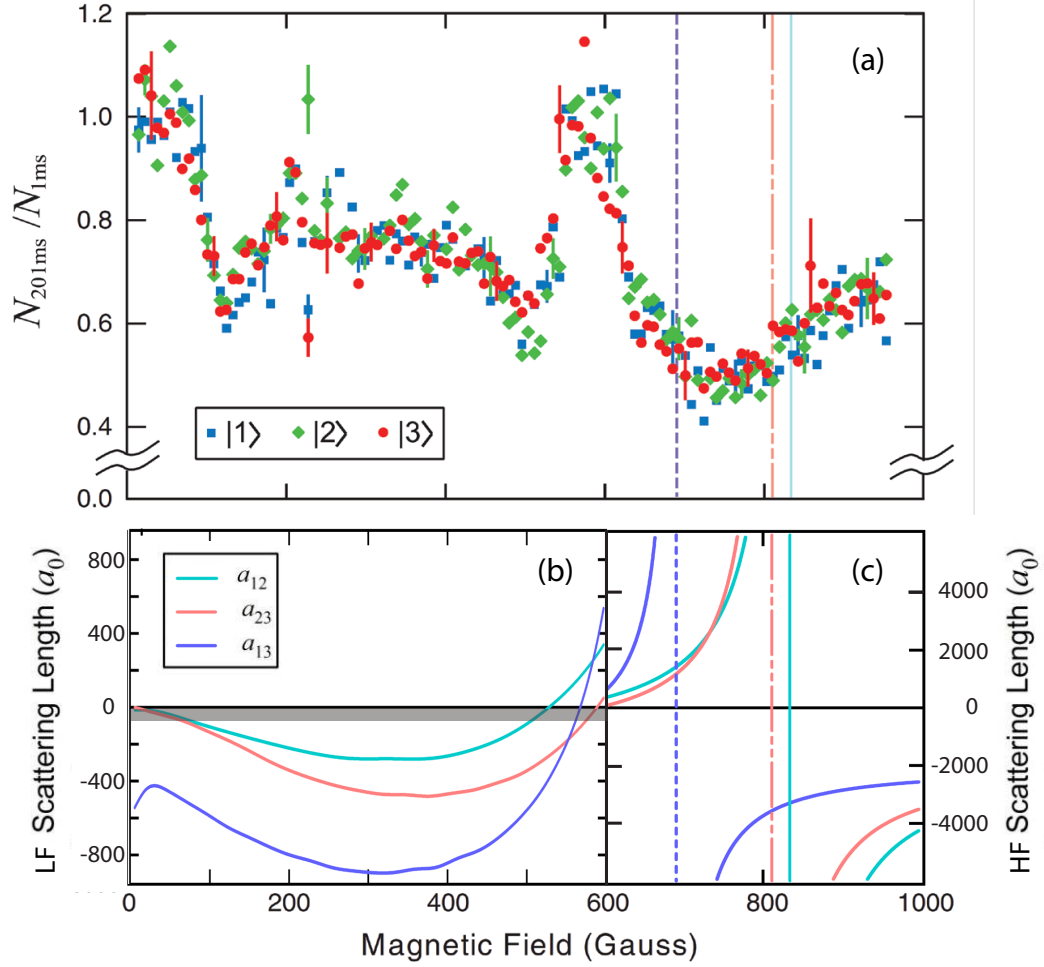 1.2
(a)
1.0
0.8
0.6
0.4
0.0
N201ms /N1ms
|1⟩ |2⟩ |3⟩
800
400
0
-400
-800
LF Scattering Length (a0)
a12
a23
a13
(b)
(c)
4000
2000
0
-2000
-4000
HF Scattering Length (a0)
0 200 400 600 800 1000
Magnetic Field (Gauss)